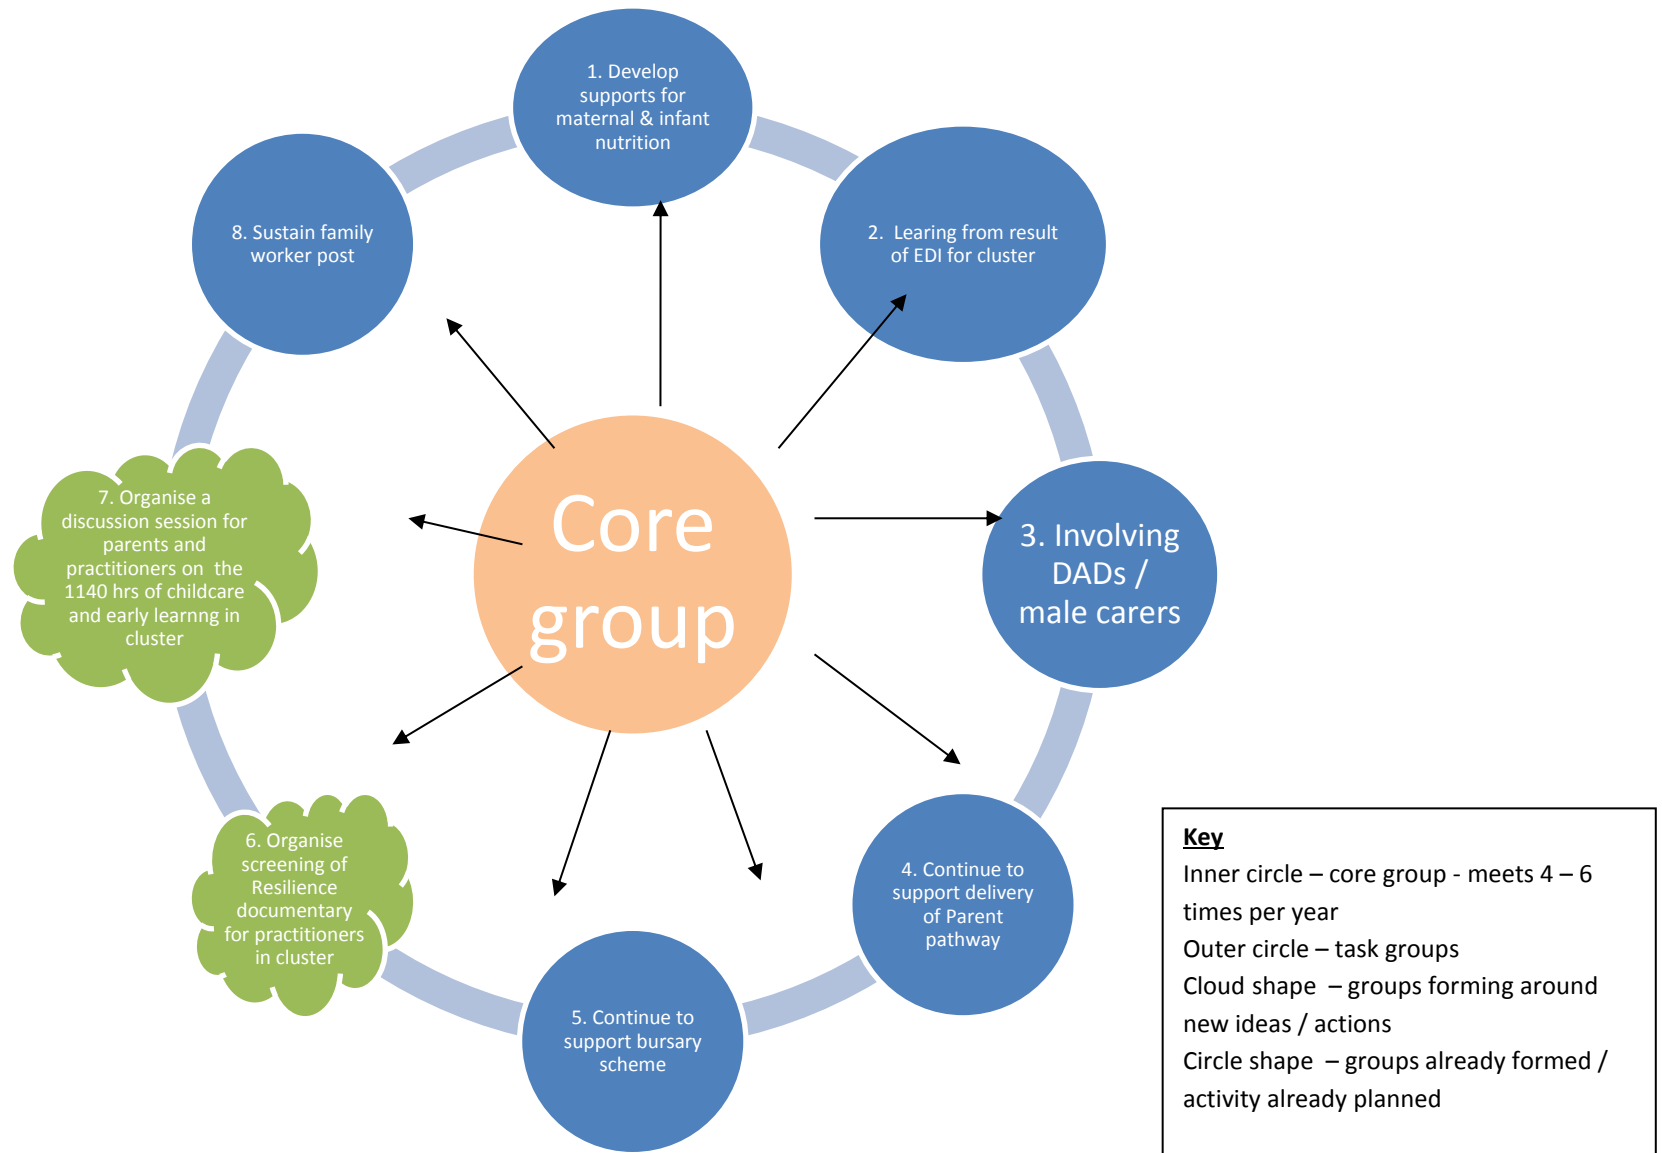 1. Develop
supports for
maternal & infant
nutrition
2.  Learing from result
of EDI for cluster
3. Involving
DADs /
male carers
4. Continue to
support delivery
of Parent
pathway
5. Continue to
support bursary
scheme
6. Organise
screening of
Resilience
documentary
for practitioners
in cluster
7. Organise a
discussion session for
parents and
practitioners on  the
1140 hrs of childcare
and early learnng in
cluster
8. Sustain family
worker post
Core
group
Key
Inner circle – core group - meets 4 – 6
times per year
Outer circle – task groups
Cloud shape  – groups forming around
new ideas / actions
Circle shape  – groups already formed /
activity already planned